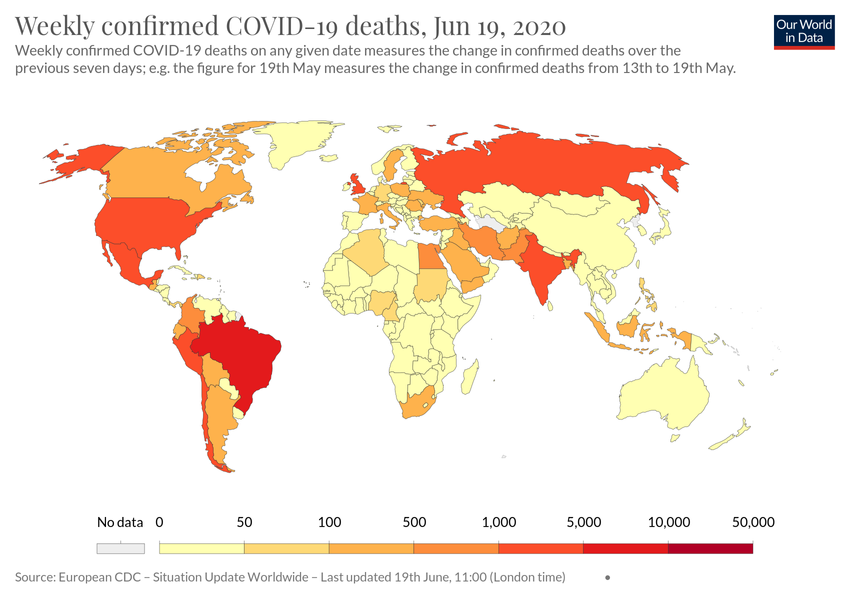 Weekly confirmed COVID-19 deaths, Jun 19, 2020
Our World
in Data
Weekly confirmed COVID-19 deaths on any given date measures the change in confirmed deaths over the
previous seven days; e.g. the figure for 19th May measures the change in confirmed deaths from 13th to 19th May.
No data 0 50 100 500 1,000 5,000 10,000 50,000
Source: European CDC – Situation Update Worldwide – Last updated 19th June, 11:00 (London time) •